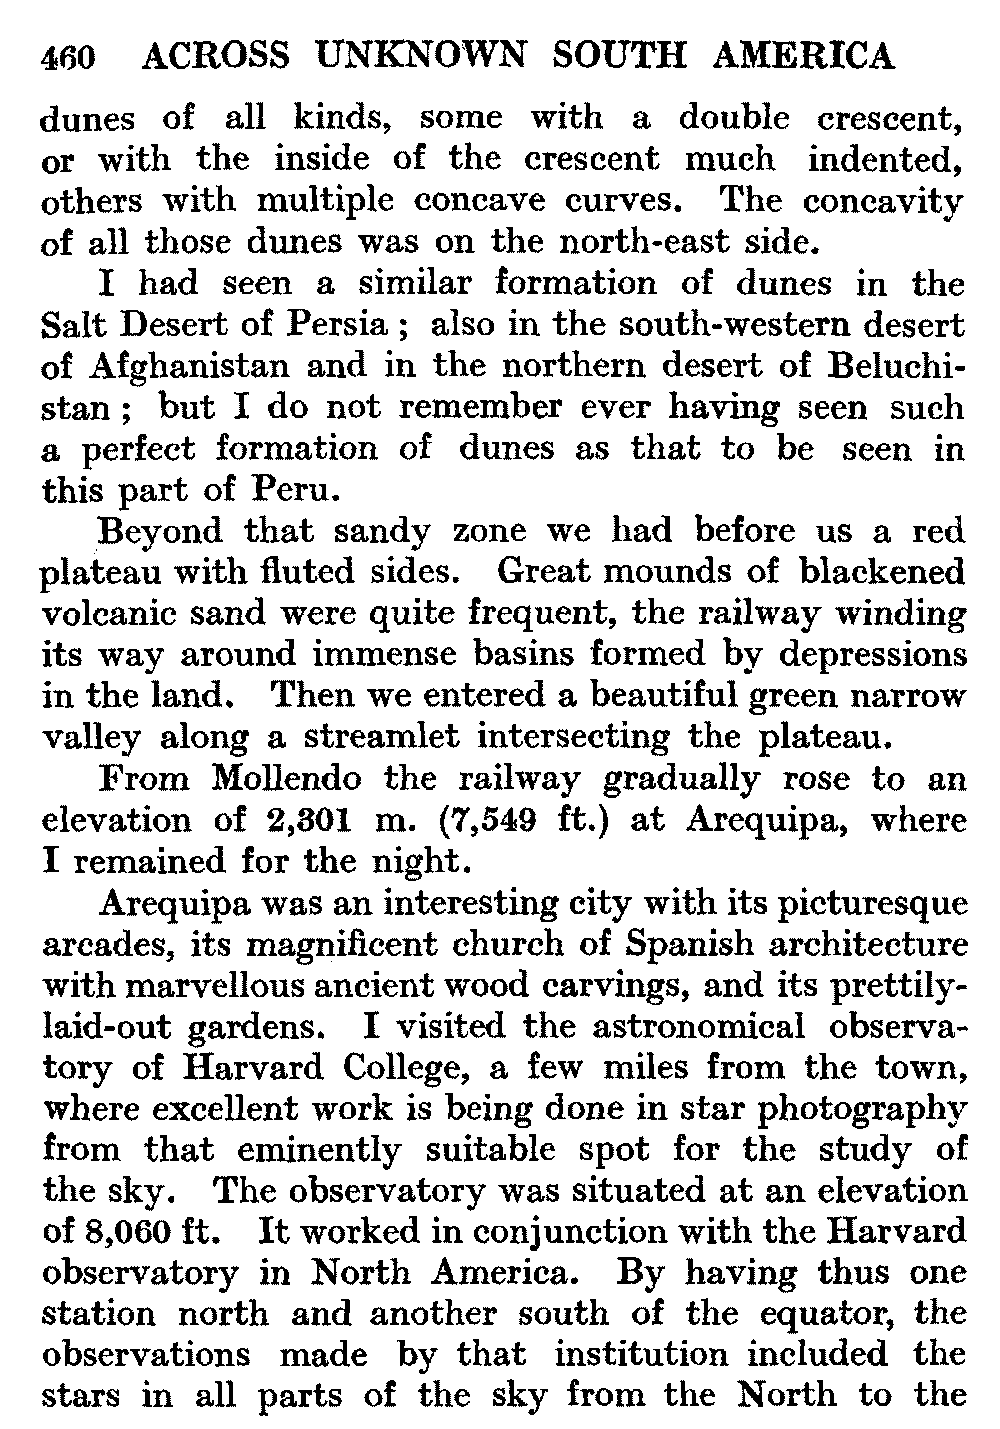 460 ACROSS UNKNOWN SOUTH AMERICA
dunes of all kinds, some with a double crescent,
or with the inside of the crescent much indented,
others with multiple concave curves. The concavity
of all those dunes was on the north-east side.
I had seen a similar formation of dunes in the
Salt Desert of Persia ; also in the south-western desert
of Afghanistan and in the northern desert of Beluchi-
stan ; but I do not remember ever having seen such
a perfect formation of dunes as that to be seen in
this part of Peru.
Beyond that sandy zone we had before us a red
plateau with fluted sides. Great mounds of blackened
volcanic sand were quite frequent, the railway winding
its way around immense basins formed by depressions
in the land. Then we entered a beautiful green narrow
valley along a streamlet intersecting the plateau.
From Mollendo the railway gradually rose to an
elevation of 2,301 m. (7,549 ft.) at Arequipa, where
I remained for the night.
Arequipa was an interesting city with its picturesque
arcades, its magnificent church of Spanish architecture
with marvellous ancient wood carvings, and its prettily-
laid-out gardens. I visited the astronomical observa-
tory of Harvard College, a few miles from the town,
where excellent work is being done in star photography
from that eminently suitable spot for the study of
the sky. The observatory was situated at an elevation
of 8,060 ft. It worked in conjunction with the Harvard
observatory in North America. By having thus one
station north and another south of the equator, the
observations made by that institution included the
stars in all parts of the sky from the North to the